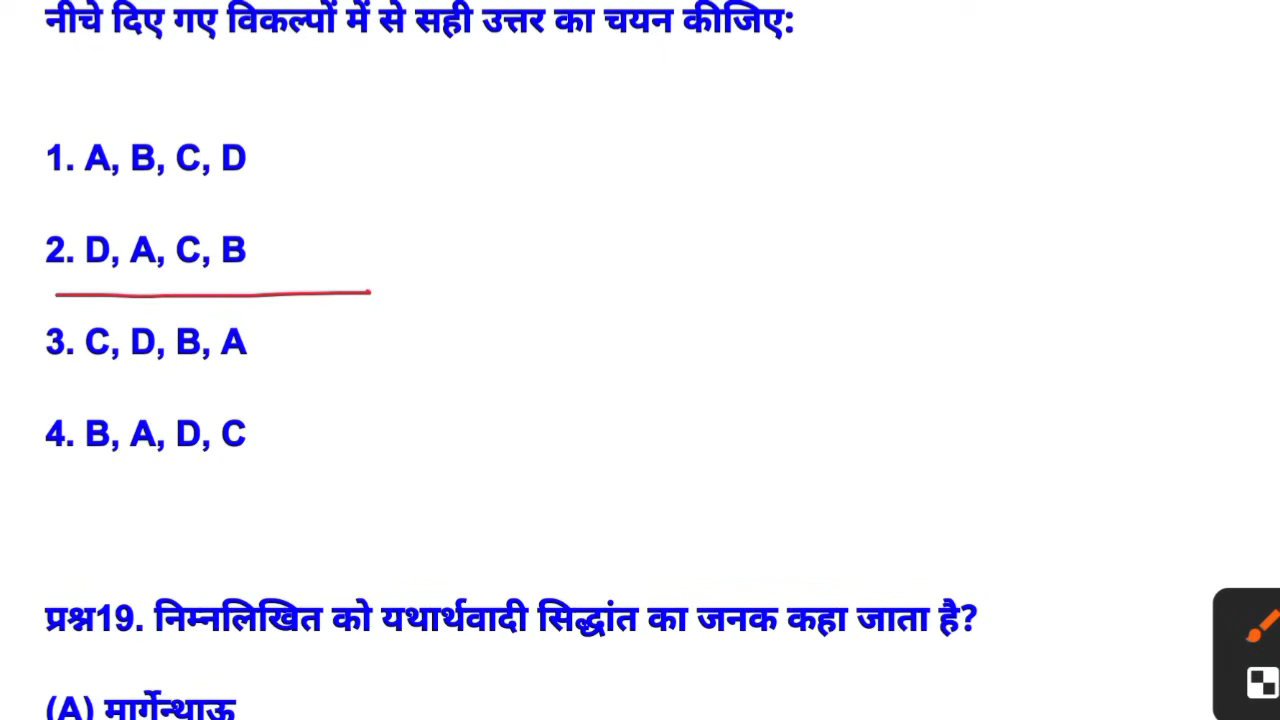 नीचे दिए गए विकल्पों में से सही उत्तर का चयन कीजिए:
1. A, B, C, D
2. D, A, C, B
3. C, D, B, A
4. B, A, D, C
प्रश्न19. निम्नलिखित को यथार्थवादी सिद्धांत का जनक कहा जाता है?
(A) मार्गेन्थाऊ